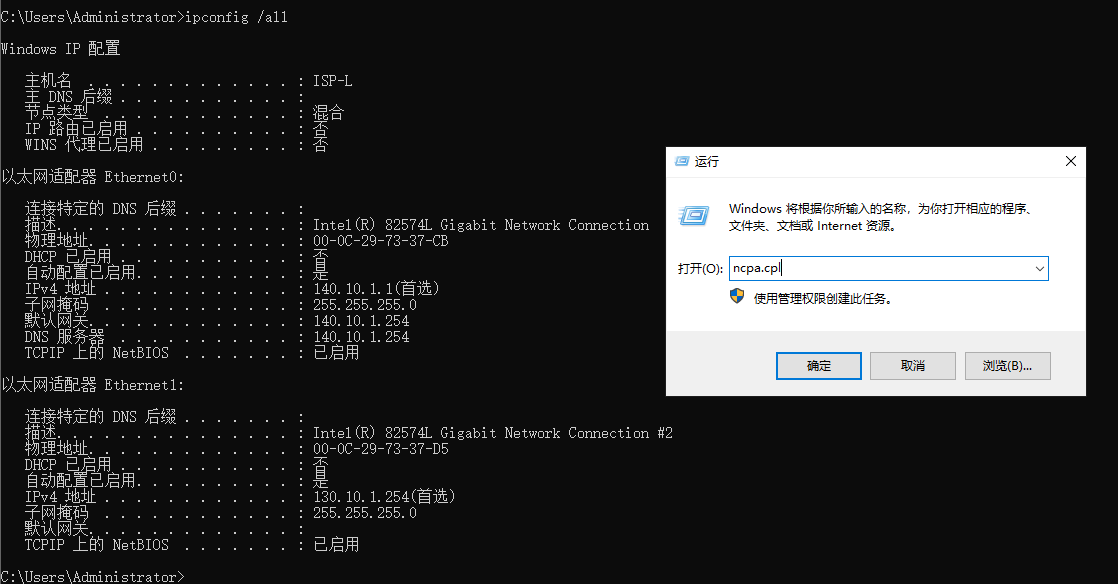 C:\Users\Administrator>ipconfig /all
Windows IP 配置
主机名 . . . . . . . . . . . . . : ISP-L
主 DNS 后缀 . . . . . . . . . . . :
节点类型 . . . . . . . . . . . . : 混合
IP 路由已启用 . . . . . . . . . . : 否
WINS 代理已启用 . . . . . . . . . : 否
以太网适配器 Ethernet0:
连接特定的 DNS 后缀 . . . . . . . :
描述. . . . . . . . . . . . . . . : Intel(R) 82574L Gigabit Network Connection
物理地址. . . . . . . . . . . . . : 00-0C-29-73-37-CB
DHCP 已启用 . . . . . . . . . . . : 否
自动配置已启用. . . . . . . . . . : 是
IPv4 地址 . . . . . . . . . . . . : 140.10.1.1(首选)
子网掩码 . . . . . . . . . . . . : 255.255.255.0
默认网关. . . . . . . . . . . . . : 140.10.1.254
DNS 服务器 . . . . . . . . . . . : 140.10.1.254
TCPIP 上的 NetBIOS . . . . . . . : 已启用
以太网适配器 Ethernet1:
连接特定的 DNS 后缀 . . . . . . . :
描述. . . . . . . . . . . . . . . : Intel(R) 82574L Gigabit Network Connection #2
物理地址. . . . . . . . . . . . . : 00-0C-29-73-37-D5
DHCP 已启用 . . . . . . . . . . . : 否
自动配置已启用. . . . . . . . . . : 是
IPv4 地址 . . . . . . . . . . . . : 130.10.1.254(首选)
子网掩码 . . . . . . . . . . . . : 255.255.255.0
默认网关. . . . . . . . . . . . . :
TCPIP 上的 NetBIOS . . . . . . . : 已启用
C:\Users\Administrator>
运行
Windows 将根据你所输入的名称，为你打开相应的程序、
文件夹、文档或 Internet 资源。
打开(O): ncpa.cpl
使用管理权限创建此任务。
确定 取消 浏览(B)...